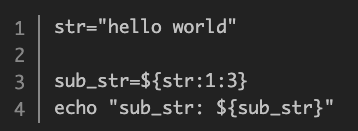 1 str="hello world"
2
3 sub_str=${str:1:3}
4 echo "sub_str: ${sub_str}"